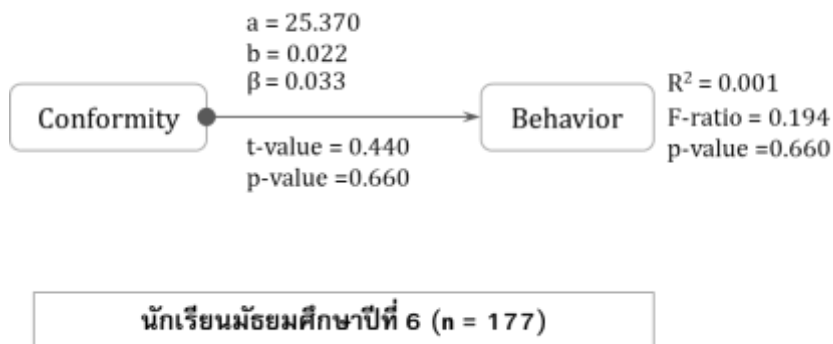 a = 25.370
b = 0.022
β = 0.033
Conformity
Behavior
t-value = 0.440
p-value =0.660
R² = 0.001
F-ratio = 0.194
p-value =0.660
นักเรียนมัธยมศึกษาปีที่ 6 (n = 177)